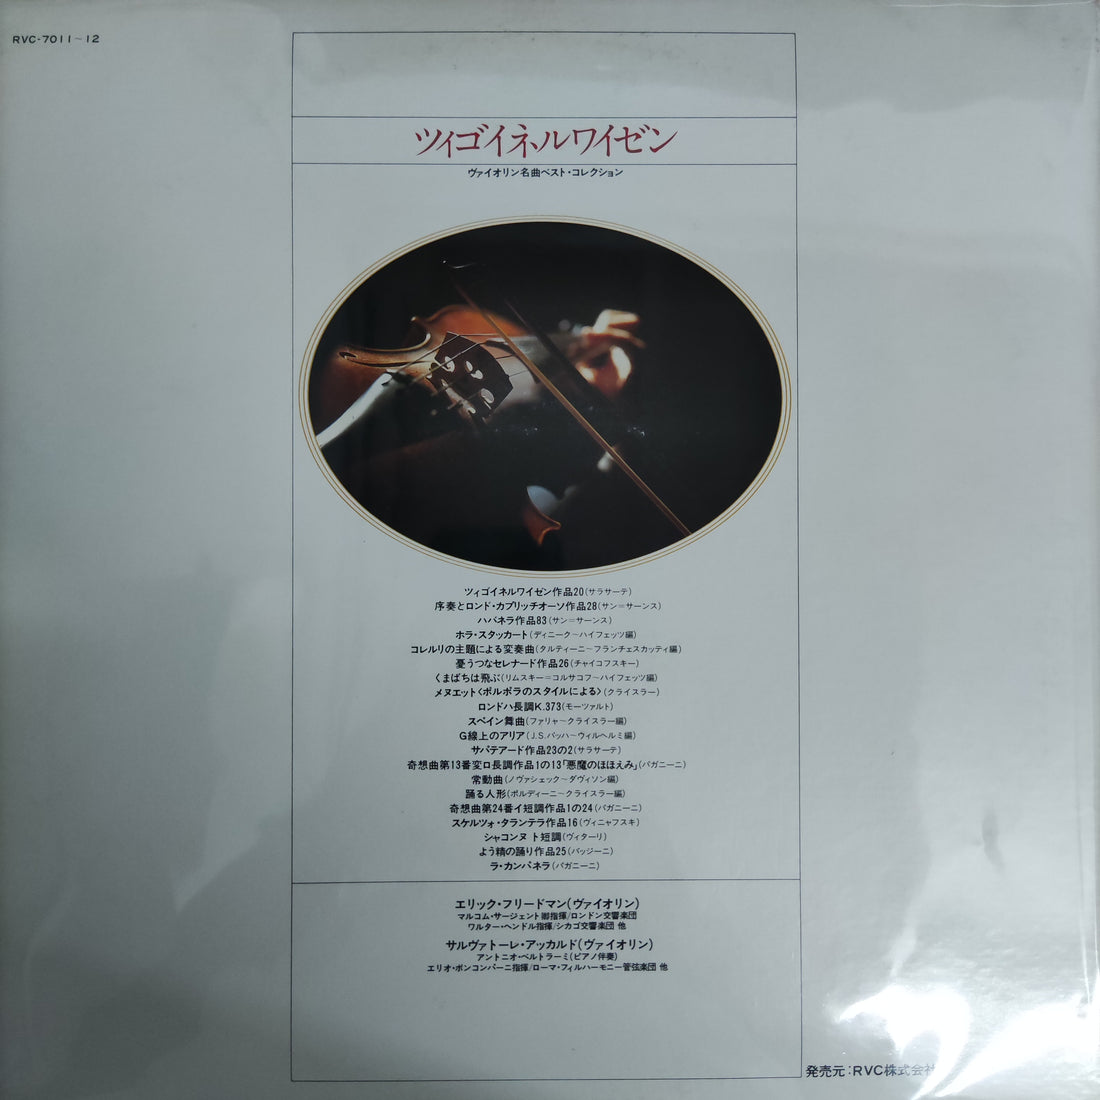 RVC-7011~12
ツィゴイネルワイゼン
ヴァイオリン名曲ベスト・コレクション
ツィゴイネルワイゼン作品20(サラサーテ)
序奏とロンド・カプリッチオーソ作品28(サン=サーンス)
ハバネラ作品83(サン=サーンス)
ホラ・スタッカート(ディニーク~ハイフェッツ編)
コレルリの主題による変奏曲(タルティーニ~フランチェスカッティ編)
憂うつなセレナード作品26(チャイコフスキー)
くまばちは飛ぶ(リムスキー=コルサコフ~ハイフェッツ編)
メヌエット〈ポルポラのスタイルによる〉(クライスラー)
ロンドハ長調K.373(モーツァルト)
スペイン舞曲(ファリャ~クライスラー編)
G線上のアリア(J.S.バッハ~ウィルヘルミ編)
サパテアード作品23の2(サラサーテ)
奇想曲第13番変ロ長調作品1の13「悪魔のほほえみ」(パガニーニ)
常動曲(ノヴァシェック~ダヴィソン編)
踊る人形(ポルディーニ~クライスラー編)
奇想曲第24番イ短調作品1の24(パガニーニ)
スケルツォ・タランテラ作品16(ヴィニャフスキ)
シャコンヌ ト短調(ヴィターリ)
よう精の踊り作品25(バッジーニ)
ラ・カンパネラ(パガニーニ)
エリック・フリードマン(ヴァイオリン)
マルコム・サージェント卿指揮/ロンドン交響楽団
ワルター・ヘンドル指揮/シカゴ交響楽団 他
サルヴァトーレ・アッカルド(ヴァイオリン)
アントニオ・ベルトラーミ(ピアノ伴奏)
エリオ・ボンコンパーニ指揮/ローマ・フィルハーモニー管弦楽団 他
発売元:RVC株式会社